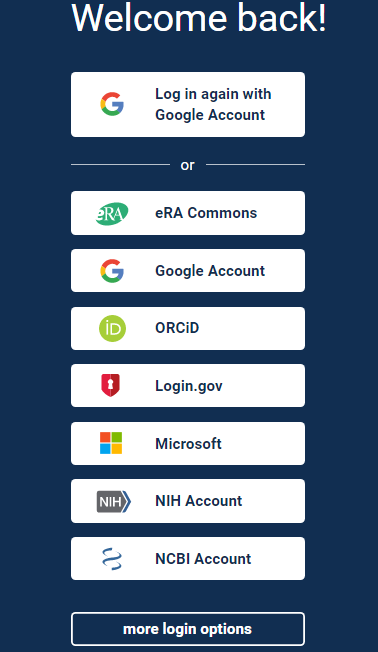 Welcome back!
Log in again with
Google Account
or
eRA eRA Commons
Google Account
iD ORCiD
Login.gov
Microsoft
NIH NIH Account
NCBI Account
more login options